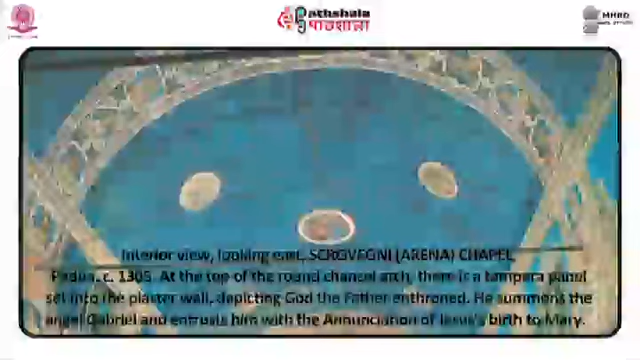 Pathshala
पाठशाला
MHRD
Interior view, looking east, SCROVEGNI (ARENA) CHAPEL,
Padua, c. 1305. At the top of the round chancel arch, there is a tempera panel
set into the plaster wall, depicting God the Father enthroned. He summons the
angel Gabriel and entrusts him with the Annunciation of Jesus's birth to Mary.